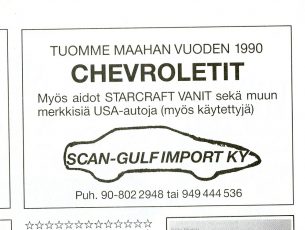 TUOMME MAAHAN VUODEN 1990
CHEVROLETIT
Myös aidot STARCRAFT VANIT sekä muun
merkkisiä USA-autoja (myös käytettyjä)
SCAN-GULF IMPORT KY
Puh. 90-802 2948 tai 949 444 536